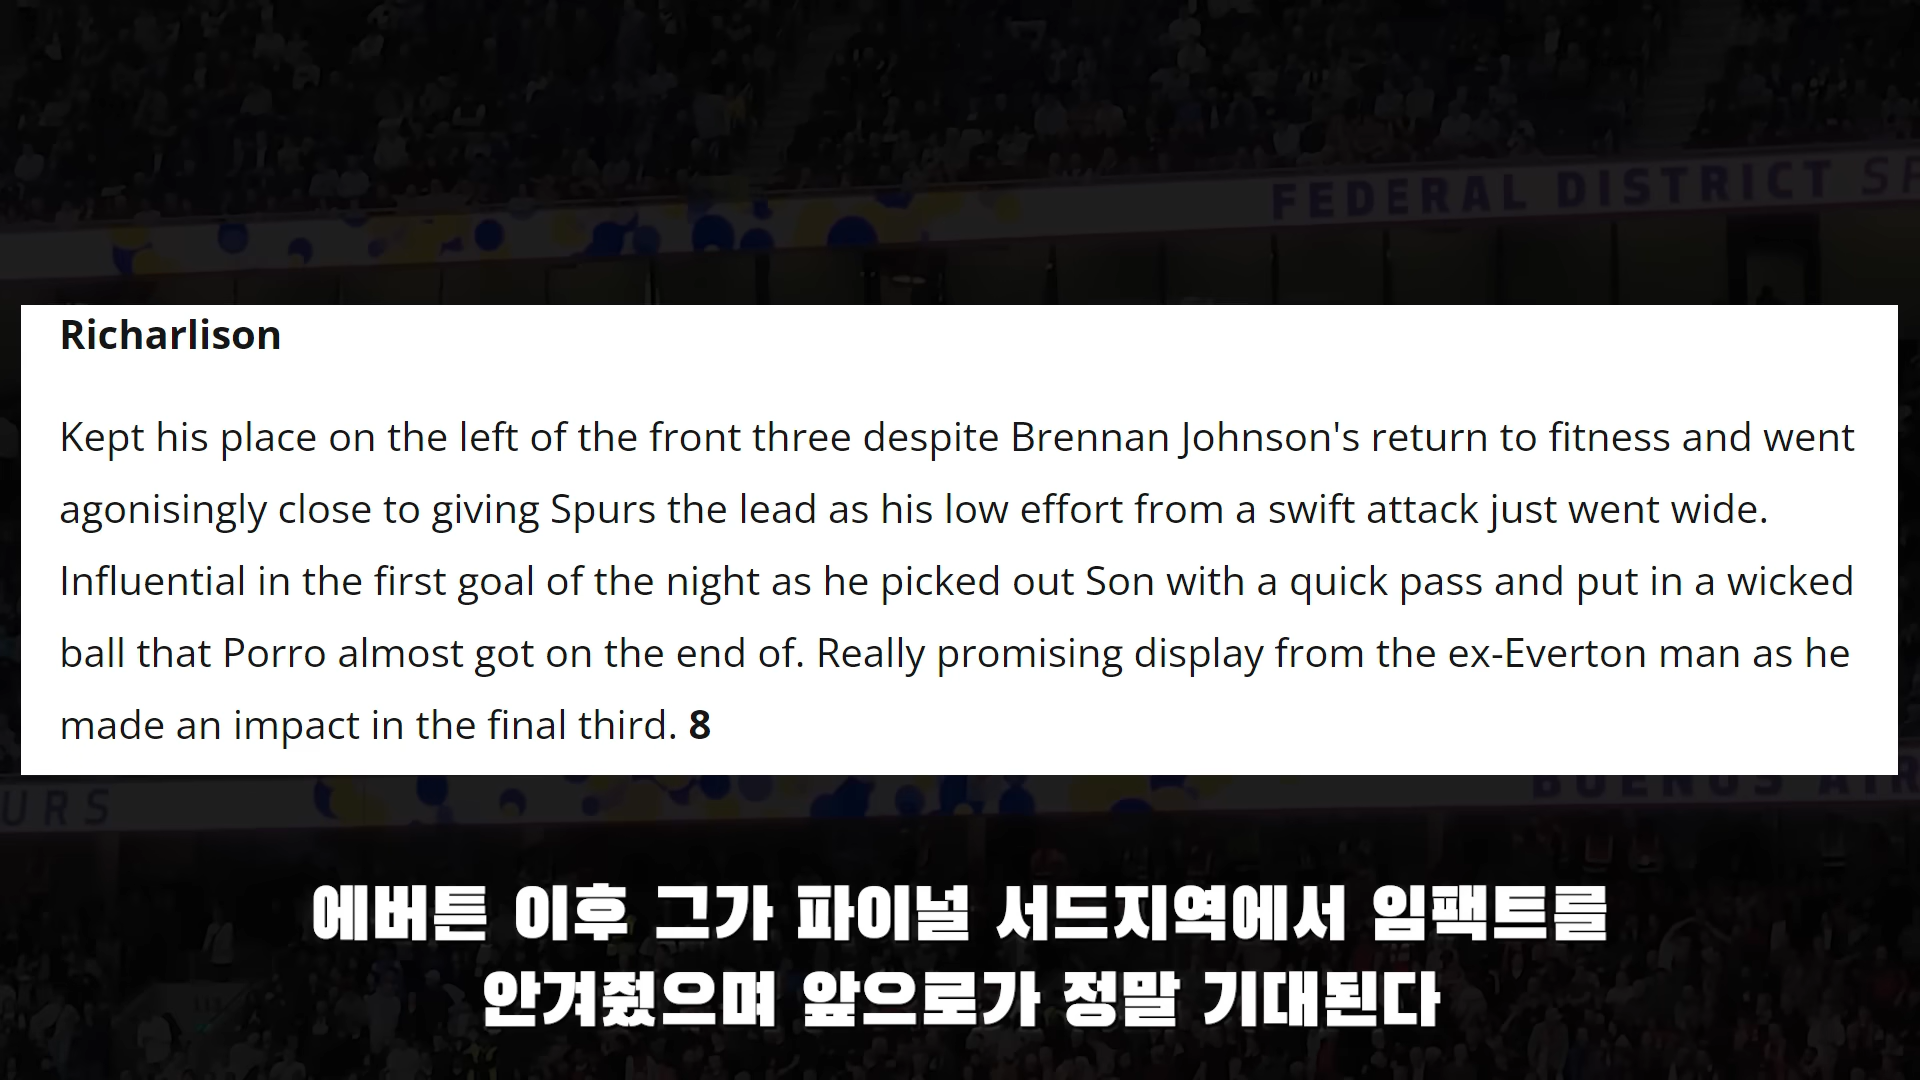 FEDERAL DISTRICT SP
Richarlison
Kept his place on the left of the front three despite Brennan Johnson's return to fitness and went
agonisingly close to giving Spurs the lead as his low effort from a swift attack just went wide.
Influential in the first goal of the night as he picked out Son with a quick pass and put in a wicked
ball that Porro almost got on the end of. Really promising display from the ex-Everton man as he
made an impact in the final third. 8
URS
BUENOS AIR
에버튼 이후 그가 파이널 서드지역에서 임팩트를
안겨줬으며 앞으로가 정말 기대된다